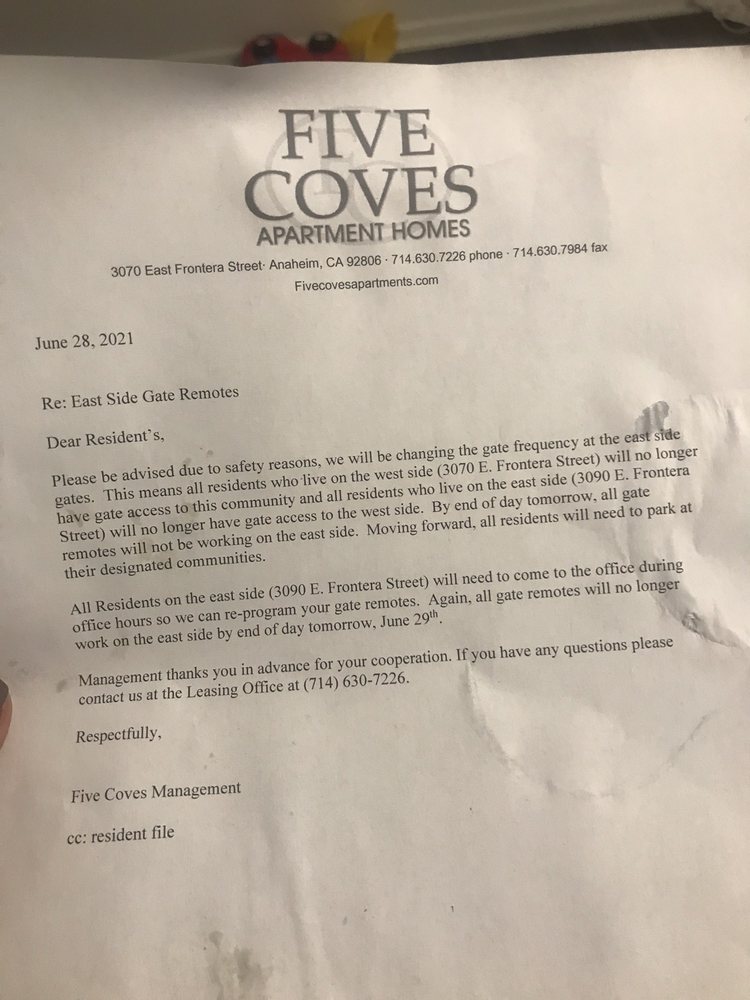 FIVE
COVES
APARTMENT HOMES
3070 East Frontera Street· Anaheim, CA 92806 · 714.630.7226 phone · 714.630.7984 fax
Fivecovesapartments.com
June 28, 2021
Re: East Side Gate Remotes
Dear Resident's,
Please be advised due to safety reasons, we will be changing the gate frequency at the east side
gates. This means all residents who live on the west side (3070 E. Frontera Street) will no longer
have gate access to this community and all residents who live on the east side (3090 E. Frontera
Street) will no longer have gate access to the west side. By end of day tomorrow, all gate
remotes will not be working on the east side. Moving forward, all residents will need to park at
their designated communities.
All Residents on the east side (3090 E. Frontera Street) will need to come to the office during
office hours so we can re-program your gate remotes. Again, all gate remotes will no longer
work on the east side by end of day tomorrow, June 29th.
Management thanks you in advance for your cooperation. If you have any questions please
contact us at the Leasing Office at (714) 630-7226.
Respectfully,
Five Coves Management
cc: resident file